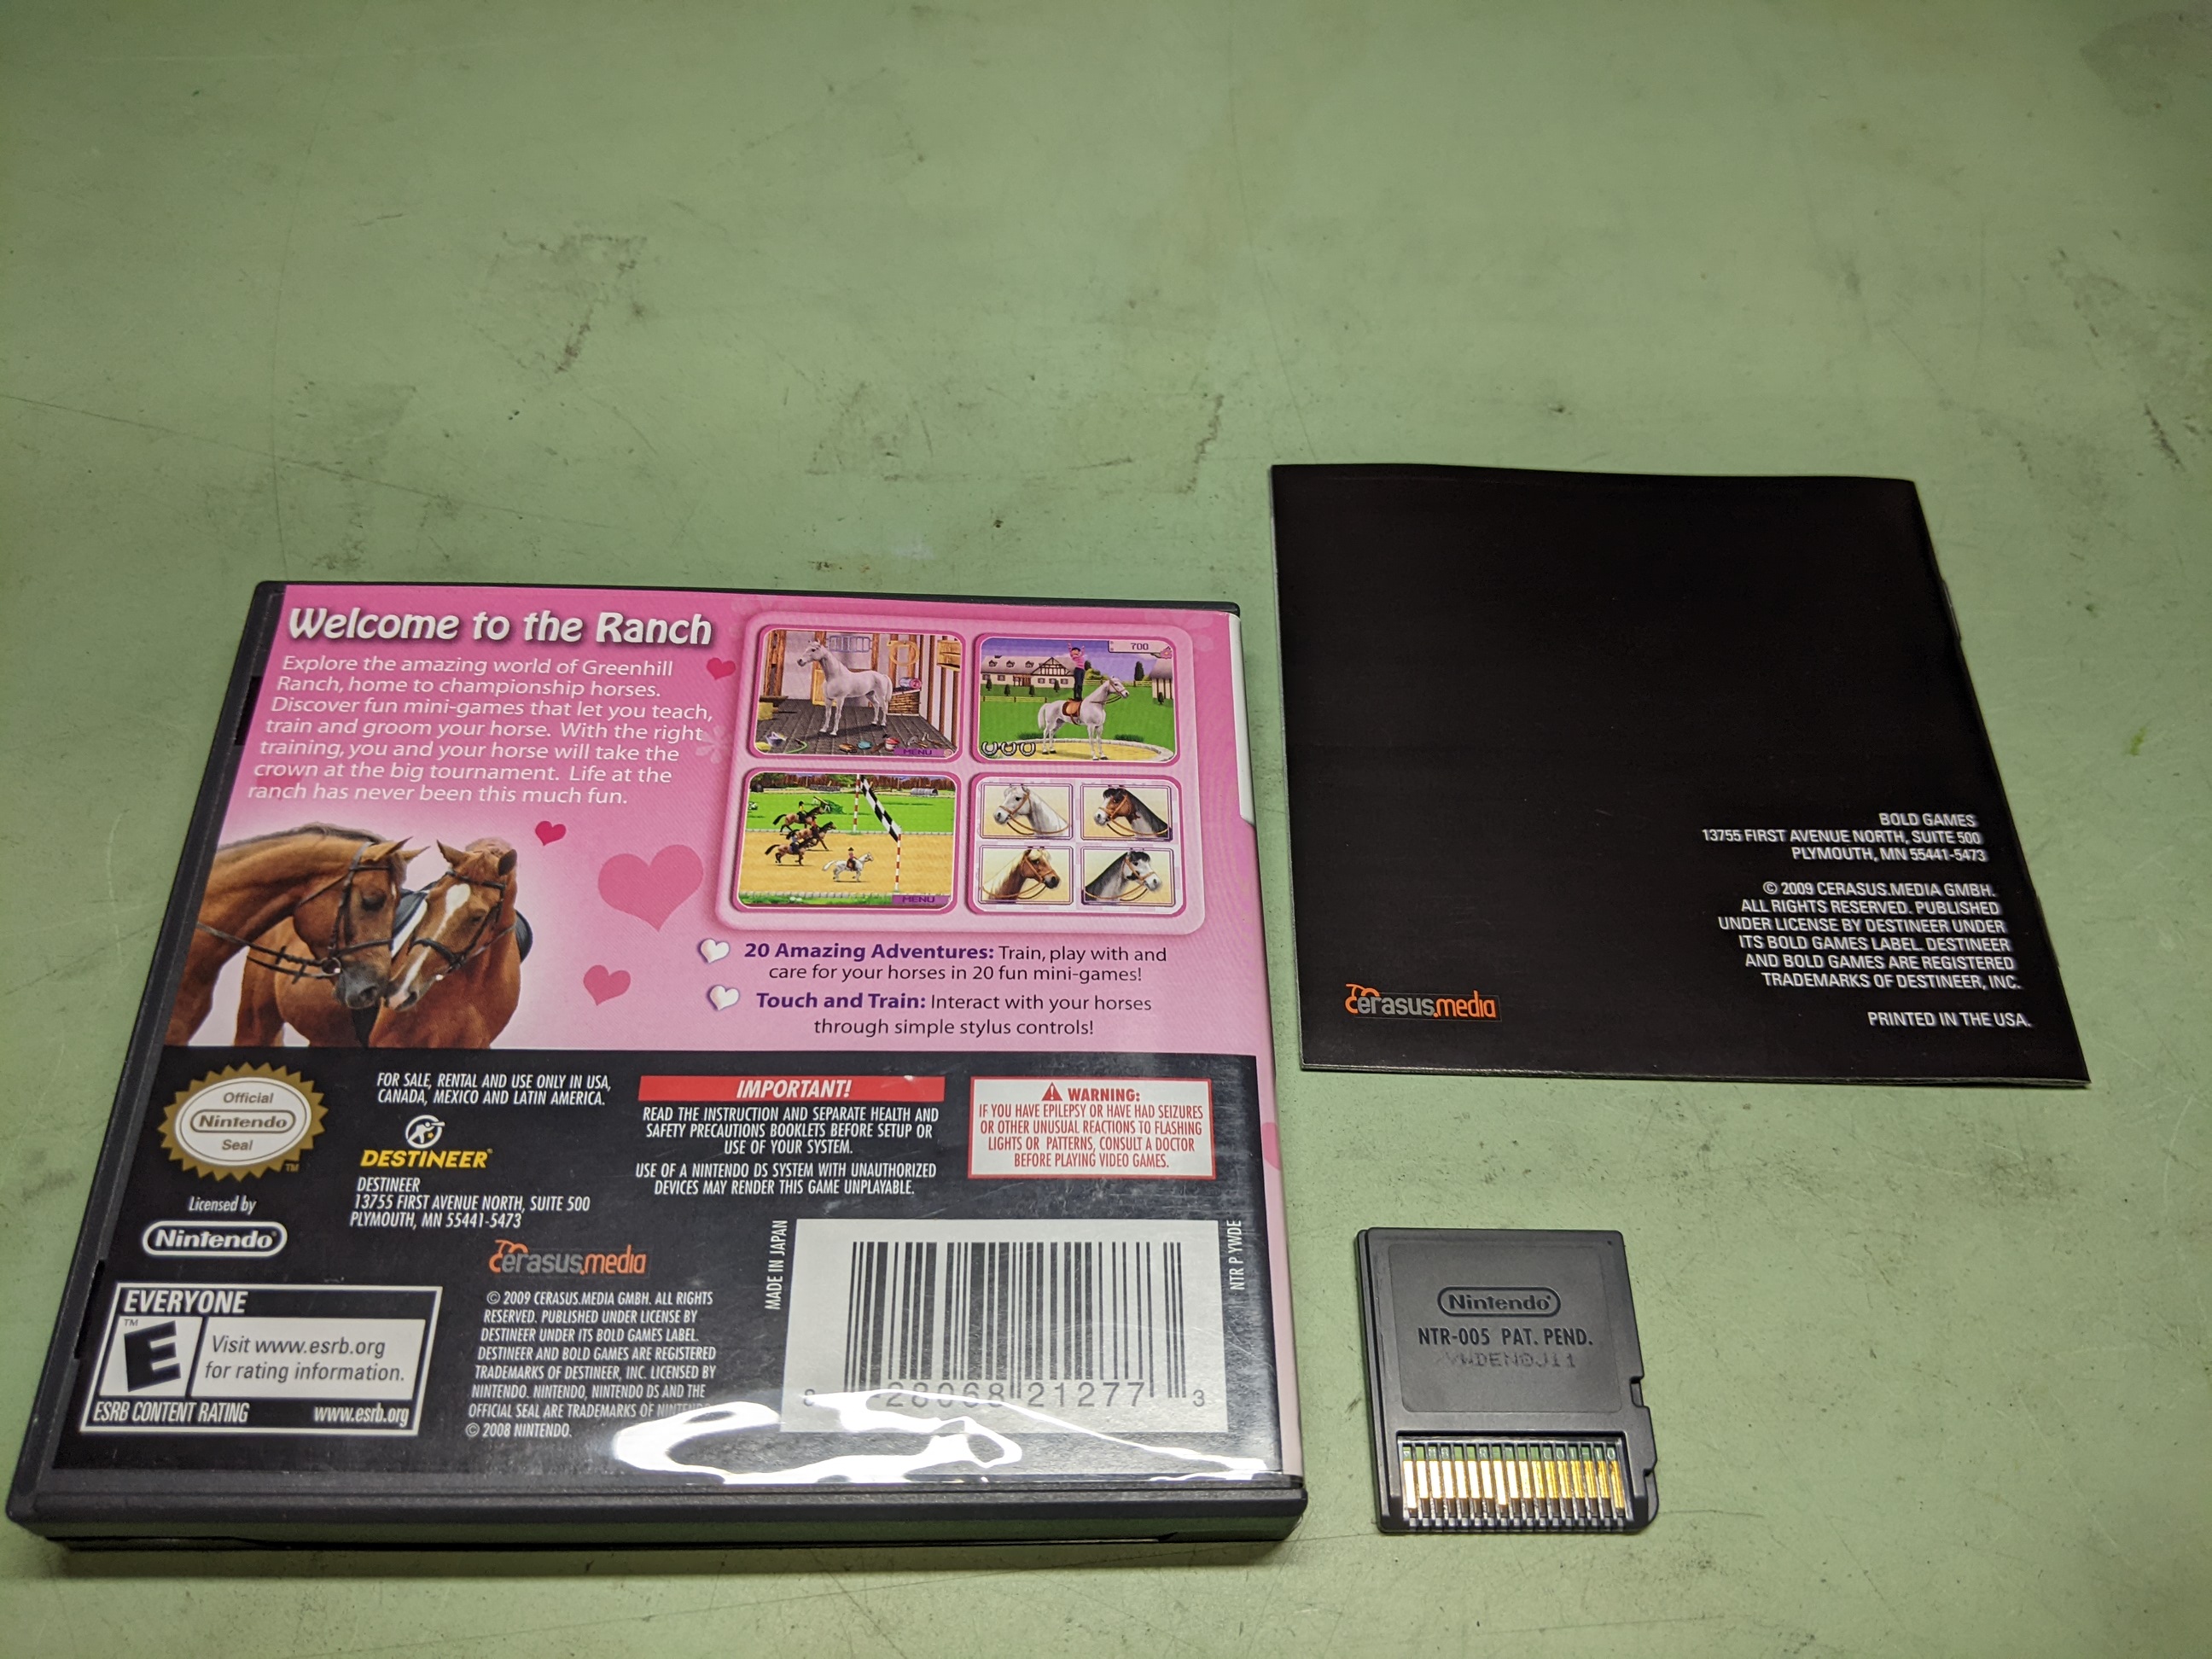 Welcome to the Ranch
Explore the amazing world of Greenhill
Ranch, home to championship horses.
Discover fun mini-games that let you teach,
train and groom your horse. With the right
training, you and your horse will take the
crown at the big tournament. Life at the
ranch has never been this much fun.
MENU
700
MENU
20 Amazing Adventures: Train, play with and
care for your horses in 20 fun mini-games!
Touch and Train: Interact with your horses
through simple stylus controls!
Official
Nintendo
Seal
TM
Licensed by
Nintendo
FOR SALE, RENTAL AND USE ONLY IN USA,
CANADA, MEXICO AND LATIN AMERICA.
DESTINEER
DESTINEER
13755 FIRST AVENUE NORTH, SUITE 500
PLYMOUTH, MN 55441-5473
IMPORTANT!
READ THE INSTRUCTION AND SEPARATE HEALTH AND
SAFETY PRECAUTIONS BOOKLETS BEFORE SETUP OR
USE OF YOUR SYSTEM.
USE OF A NINTENDO DS SYSTEM WITH UNAUTHORIZED
DEVICES MAY RENDER THIS GAME UNPLAYABLE.
WARNING:
IF YOU HAVE EPILEPSY OR HAVE HAD SEIZURES
OR OTHER UNUSUAL REACTIONS TO FLASHING
LIGHTS OR PATTERNS, CONSULT A DOCTOR
BEFORE PLAYING VIDEO GAMES.
EVERYONE
TM
E
Visit www.esrb.org
for rating information.
ESRB CONTENT RATING www.esrb.org
cerasus.media
© 2009 CERASUS.MEDIA GMBH. ALL RIGHTS
RESERVED. PUBLISHED UNDER LICENSE BY
DESTINEER UNDER ITS BOLD GAMES LABEL.
DESTINEER AND BOLD GAMES ARE REGISTERED
TRADEMARKS OF DESTINEER, INC. LICENSED BY
NINTENDO. NINTENDO, NINTENDO DS AND THE
OFFICIAL SEAL ARE TRADEMARKS OF NINTENDO.
© 2008 NINTENDO.
MADE IN JAPAN
8 28068 21277 3
NTR P YWDE
BOLD GAMES
13755 FIRST AVENUE NORTH, SUITE 500
PLYMOUTH, MN 55441-5473
© 2009 CERASUS.MEDIA GMBH.
ALL RIGHTS RESERVED. PUBLISHED
UNDER LICENSE BY DESTINEER UNDER
ITS BOLD GAMES LABEL. DESTINEER
AND BOLD GAMES ARE REGISTERED
TRADEMARKS OF DESTINEER, INC.
PRINTED IN THE USA.
cerasus.media
Nintendo
NTR-005 PAT. PEND.
YWDEN0J11